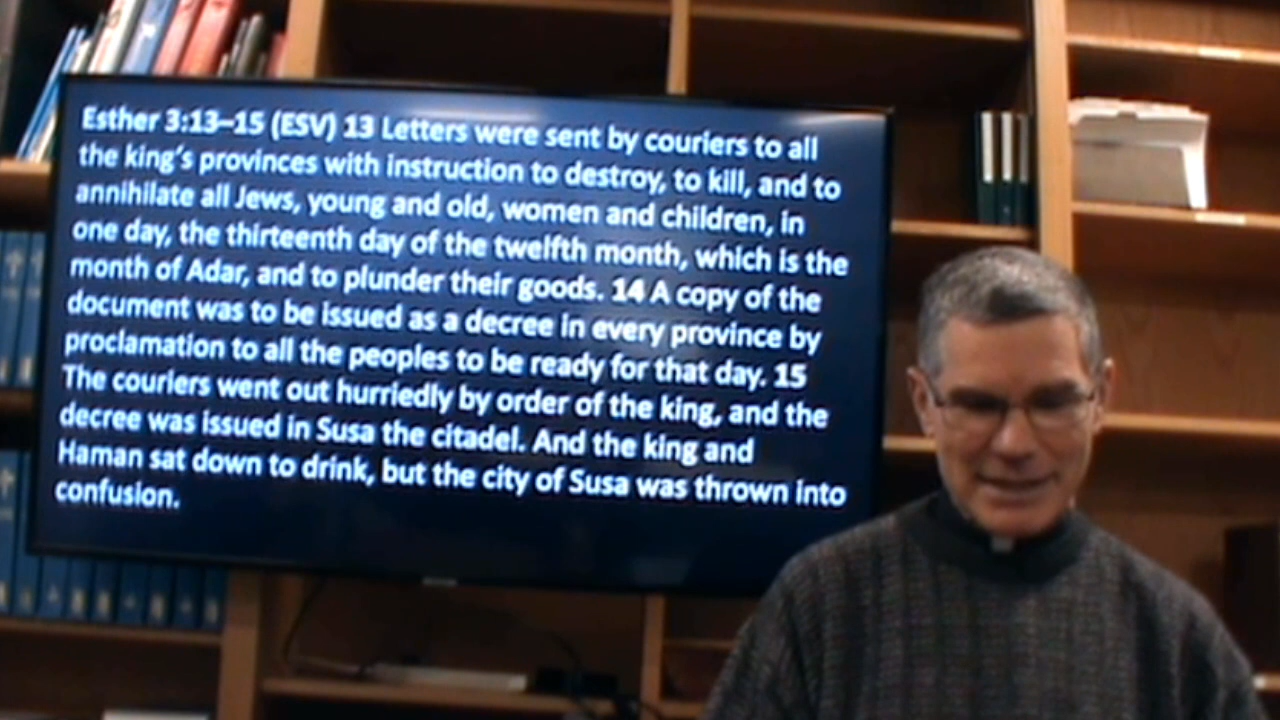 Esther 3:13–15 (ESV) 13 Letters were sent by couriers to all
the king's provinces with instruction to destroy, to kill, and to
annihilate all Jews, young and old, women and children, in
one day, the thirteenth day of the twelfth month, which is the
month of Adar, and to plunder their goods. 14 A copy of the
document was to be issued as a decree in every province by
proclamation to all the peoples to be ready for that day. 15
The couriers went out hurriedly by order of the king, and the
decree was issued in Susa the citadel. And the king and
Haman sat down to drink, but the city of Susa was thrown into
confusion.